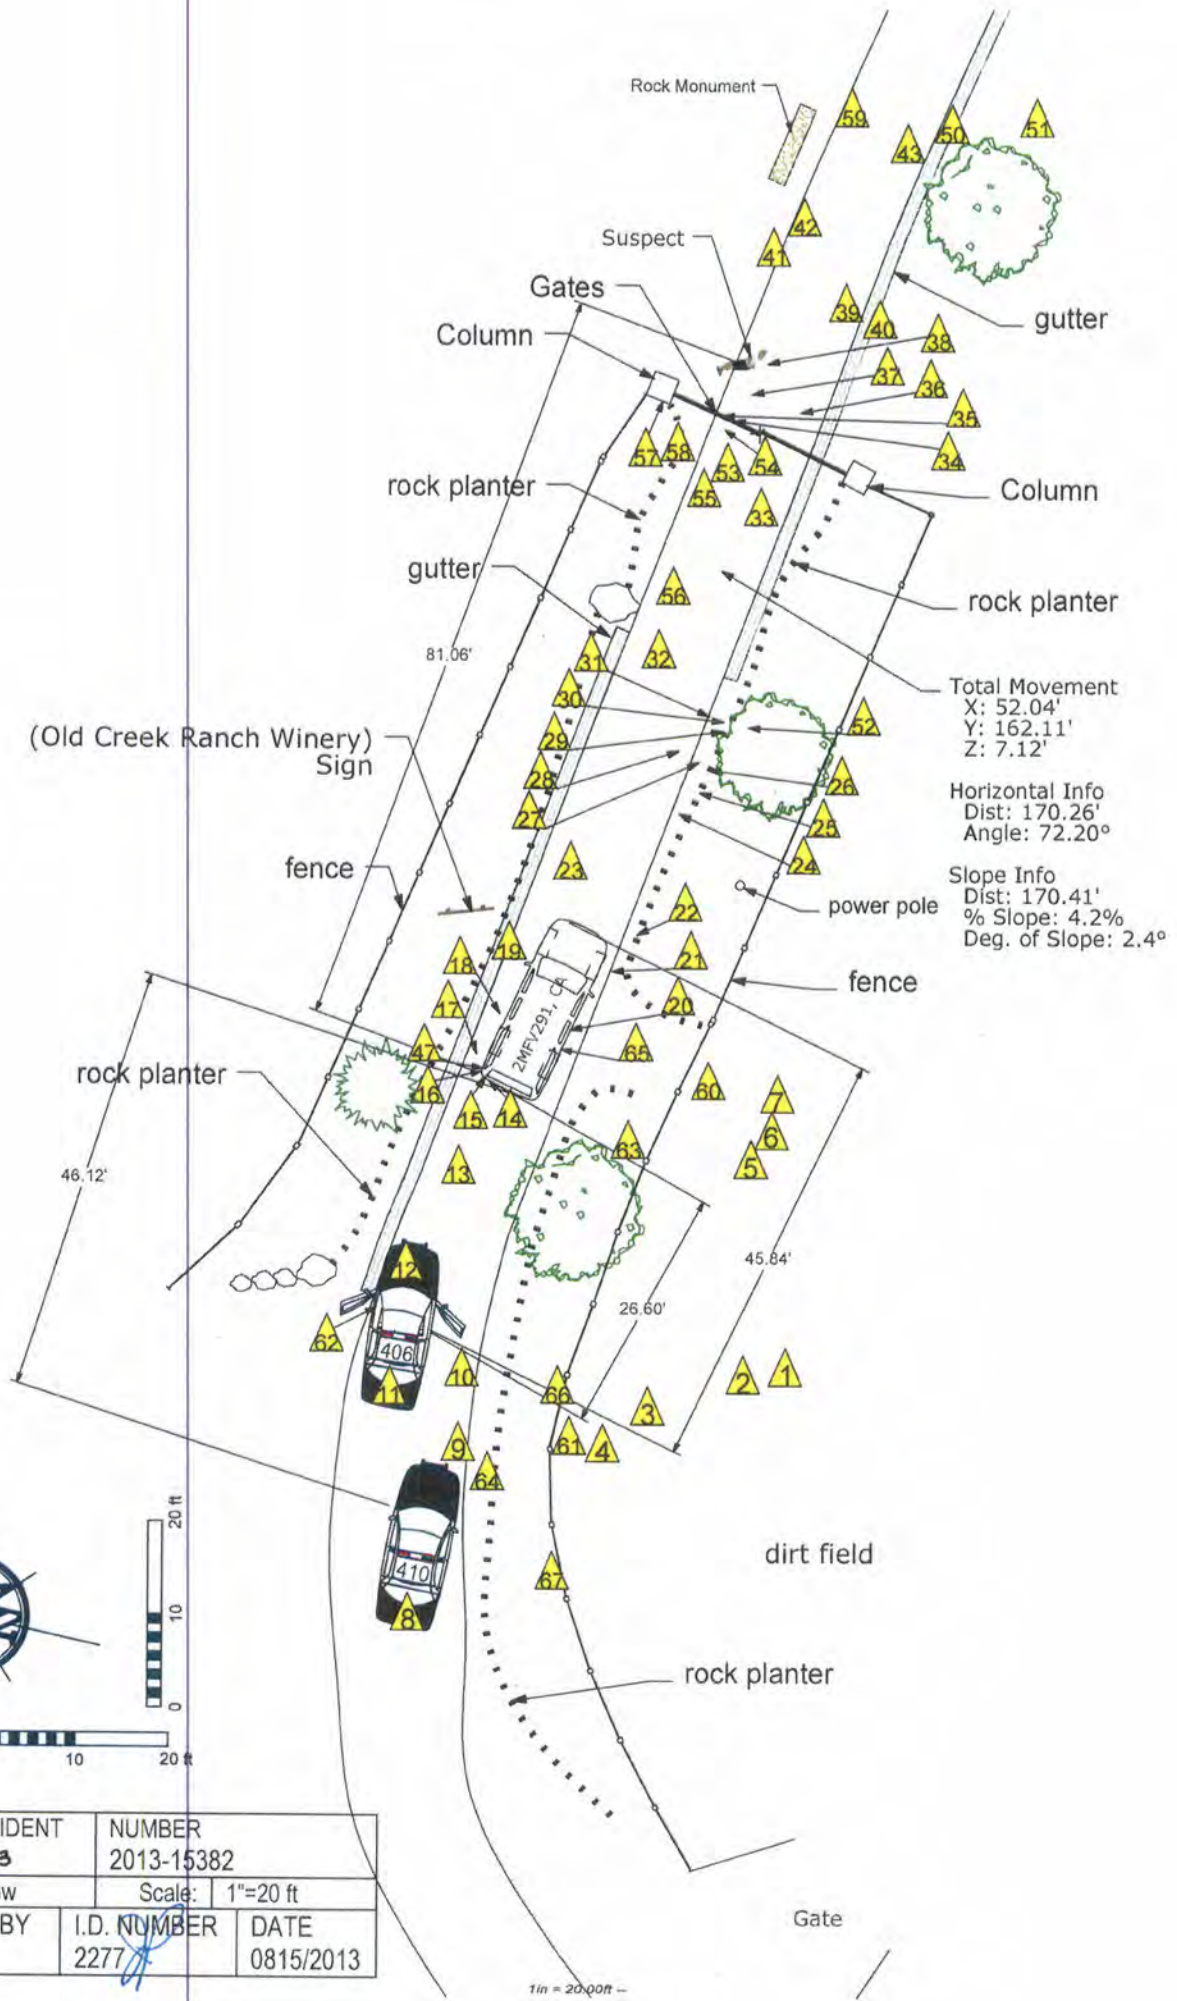 Rock Monument
59
50
51
43
42
Suspect
41
Gates
39
40
gutter
38
Column
37
36
35
57
58
53
54
34
rock planter
55
33
Column
gutter
56
rock planter
31
32
81.06'
30
Total Movement
X: 52.04'
Y: 162.11'
Z: 7.12'
(Old Creek Ranch Winery)
Sign
29
52
28
26
Horizontal Info
Dist: 170.26'
Angle: 72.20°
27
25
fence
23
24
Slope Info
Dist: 170.41'
% Slope: 4.2%
Deg. of Slope: 2.4°
22
power pole
18
19
21
fence
17
20
2MFV291, CA
47
65
rock planter
16
60
7
15
14
6
63
13
5
46.12'
45.84'
12
26.60'
62
406
10
11
66
2
1
3
9
61
4
64
20 ft
10
0
dirt field
410
67
8
N
rock planter
10
20 ft
IDENT
NUMBER
3
2013-15382
w
Scale:
1"=20 ft
BY
I.D. NUMBER
DATE
2277
0815/2013
Gate
1in = 20.00ft